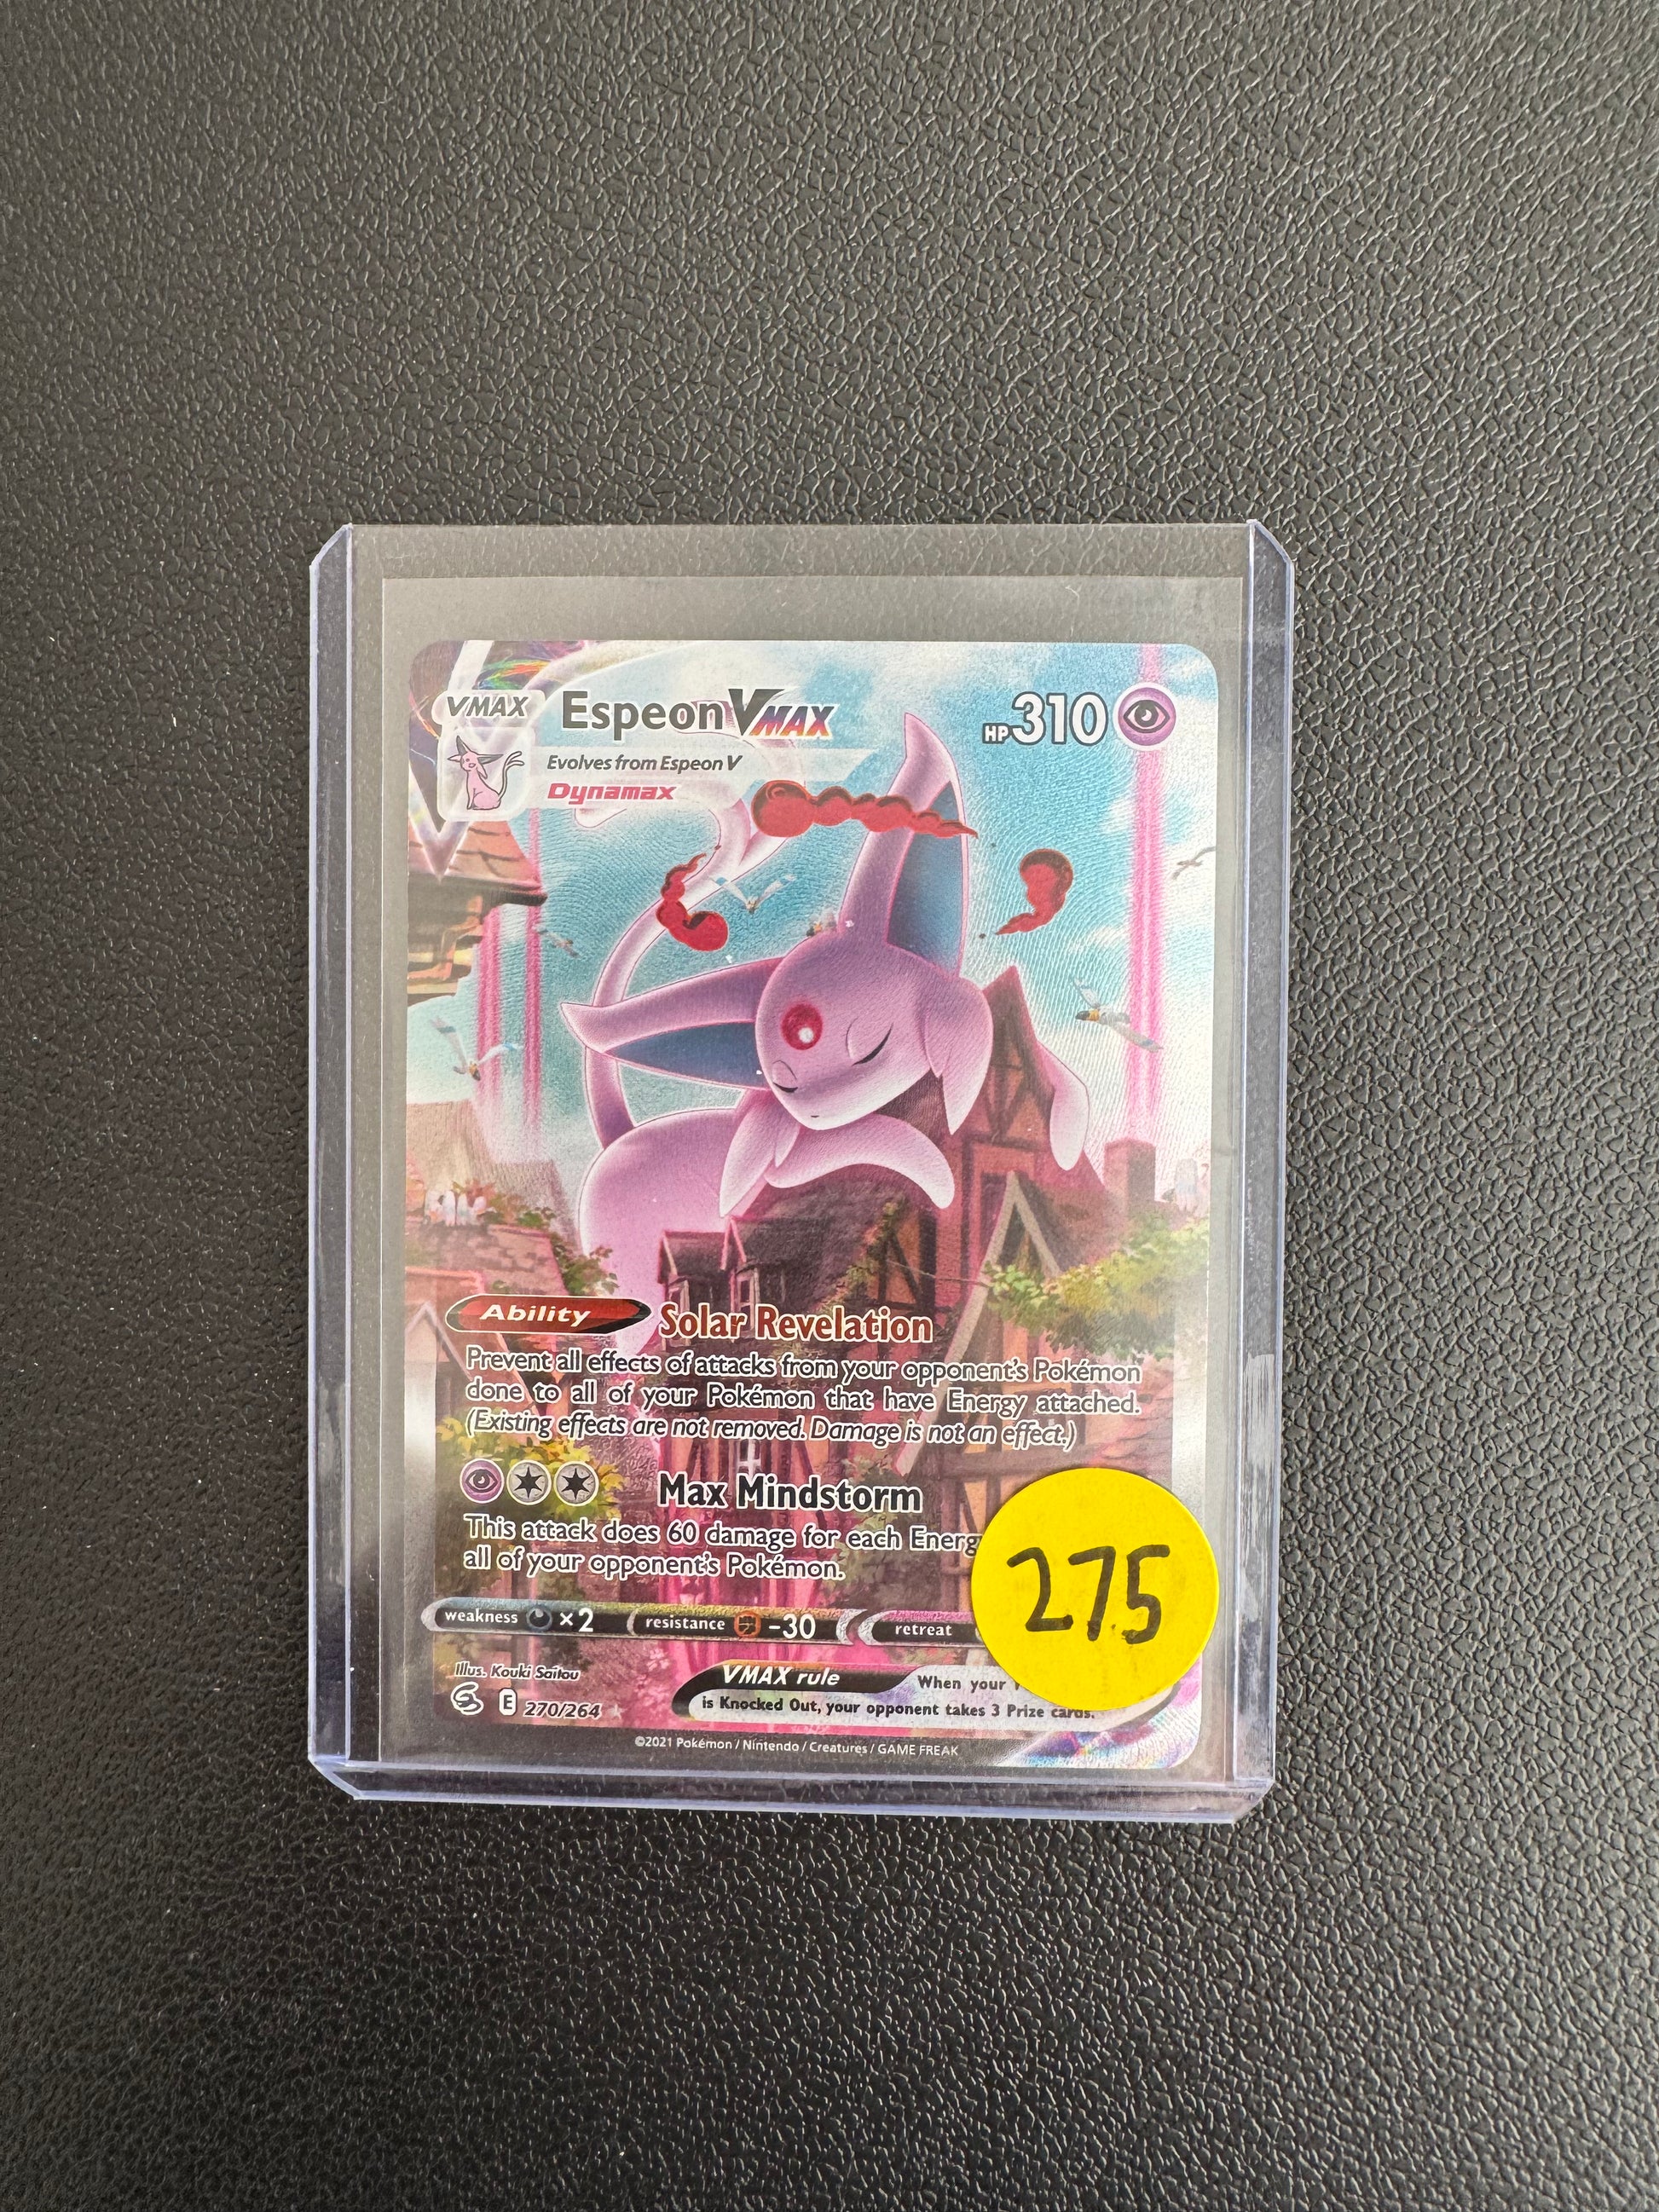 VMAX
Espeon VMAX
HP 310
Evolves from Espeon V
Dynamax
Ability Solar Revelation
Prevent all effects of attacks from your opponent's Pokémon
done to all of your Pokémon that have Energy attached.
(Existing effects are not removed. Damage is not an effect.)
Max Mindstorm
This attack does 60 damage for each
all of your opponent's Pokémon.
275
weakness ×2 resistance -30 retreat
Illus. Kouki Saitou
VMAX rule When your
E 270/264
is Knocked Out, your opponent takes 3 Prize cards.
©2021 Pokémon / Nintendo / Creatures / GAME FREAK